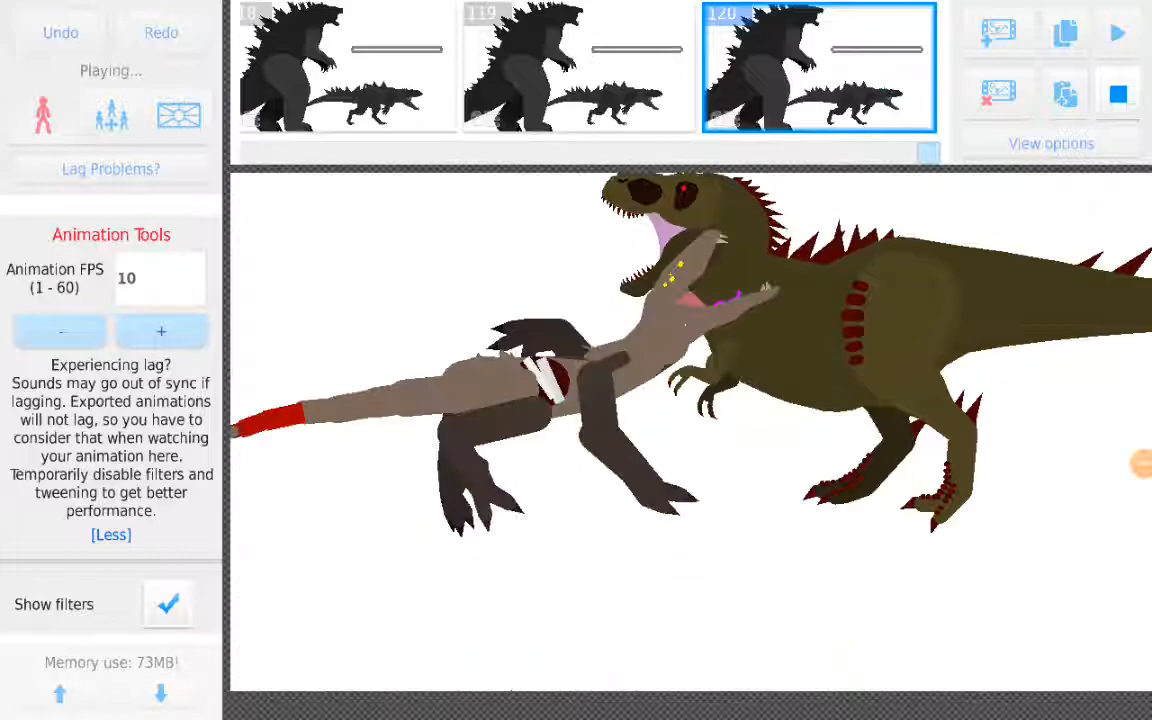 Undo
Redo
Playing...
Lag Problems?
Animation Tools
Animation FPS
(1 - 60)
10
-
+
Experiencing lag?
Sounds may go out of sync if
lagging. Exported animations
will not lag, so you have to
consider that when watching
your animation here.
Temporarily disable filters and
tweening to get better
performance.
[Less]
Show filters
Memory use: 73MB!
18
119
120
View options